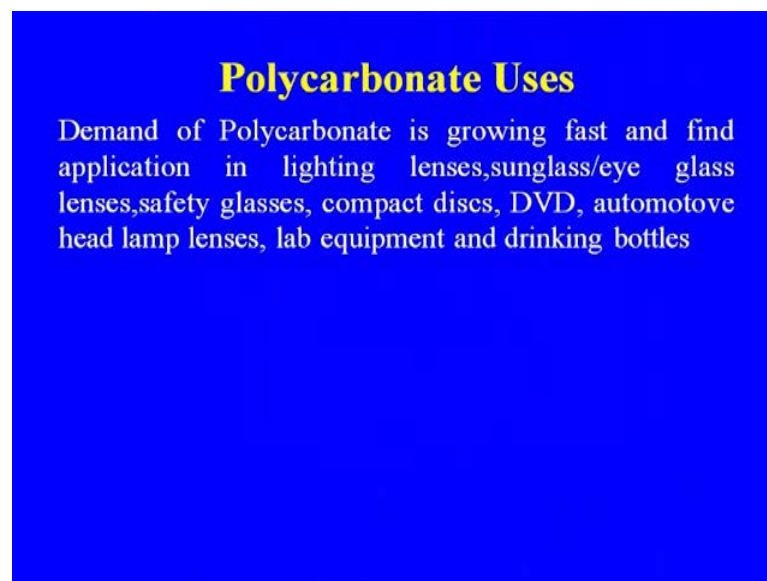 Polycarbonate Uses
Demand of Polycarbonate is growing fast and find
application in lighting lenses,sunglass/eye glass
lenses,safety glasses, compact discs, DVD, automotove
head lamp lenses, lab equipment and drinking bottles